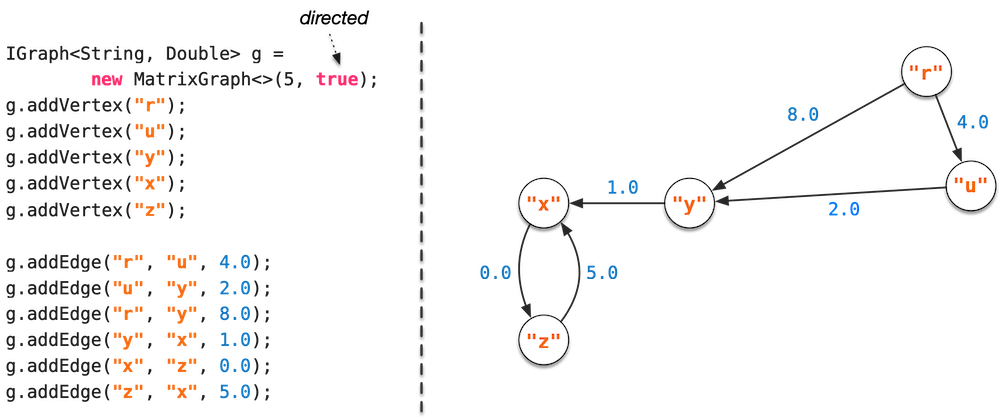 directed
IGraph<String, Double> g =
new MatrixGraph<>(5, true);
g.addVertex("r");
g.addVertex("u");
g.addVertex("y");
g.addVertex("x");
g.addVertex("z");
g.addEdge("r", "u", 4.0);
g.addEdge("u", "y", 2.0);
g.addEdge("r", "y", 8.0);
g.addEdge("y", "x", 1.0);
g.addEdge("x", "z", 0.0);
g.addEdge("z", "x", 5.0);
"r"
8.0
4.0
"u"
1.0
"x"
"y"
2.0
0.0
5.0
"z"